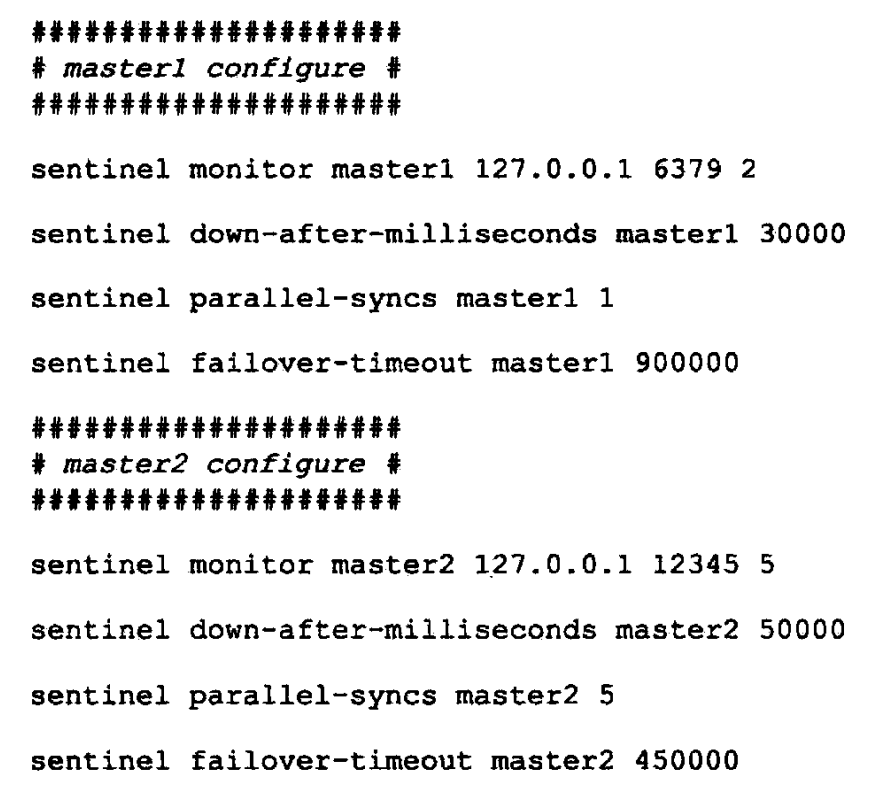 #####################
# master1 configure #
#####################
sentinel monitor master1 127.0.0.1 6379 2
sentinel down-after-milliseconds master1 30000
sentinel parallel-syncs master1 1
sentinel failover-timeout master1 900000
#####################
# master2 configure #
#####################
sentinel monitor master2 127.0.0.1 12345 5
sentinel down-after-milliseconds master2 50000
sentinel parallel-syncs master2 5
sentinel failover-timeout master2 450000